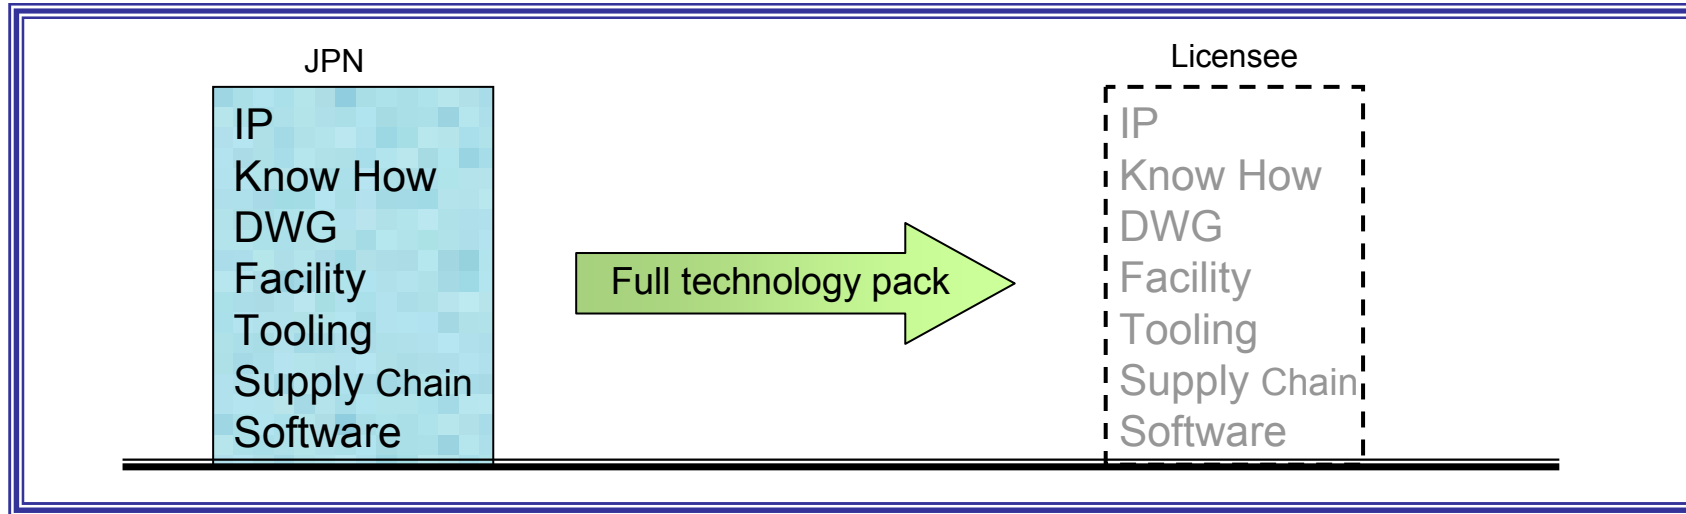 JPN
IP
Know How
DWG
Facility
Tooling
Supply Chain
Software
Full technology pack
Licensee
IP
Know How
DWG
Facility
Tooling
Supply Chain
Software